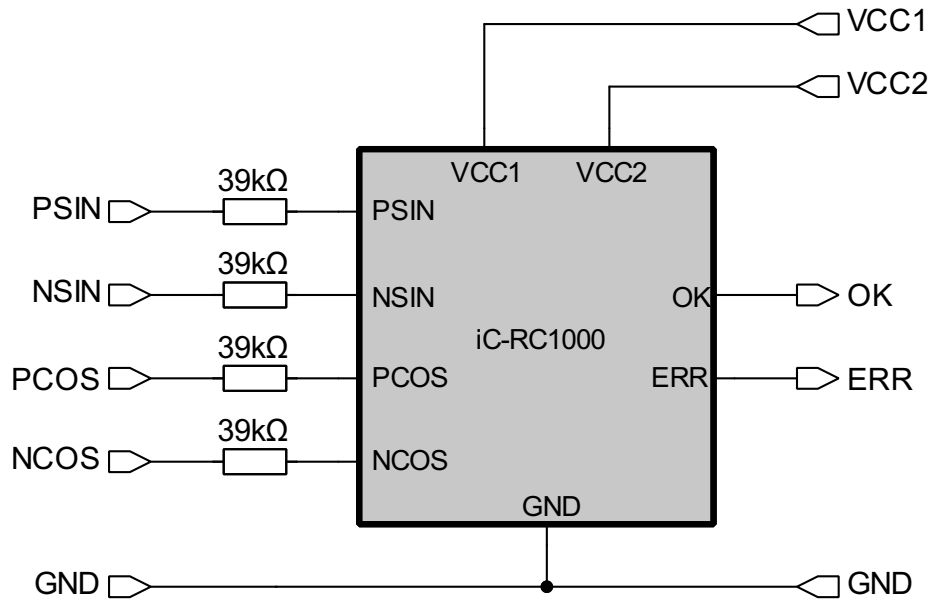 VCC1
VCC2
VCC1 VCC2
39kΩ
PSIN PSIN
39kΩ
NSIN NSIN OK OK
iC-RC1000
39kΩ
PCOS PCOS ERR ERR
39kΩ
NCOS NCOS
GND
GND GND